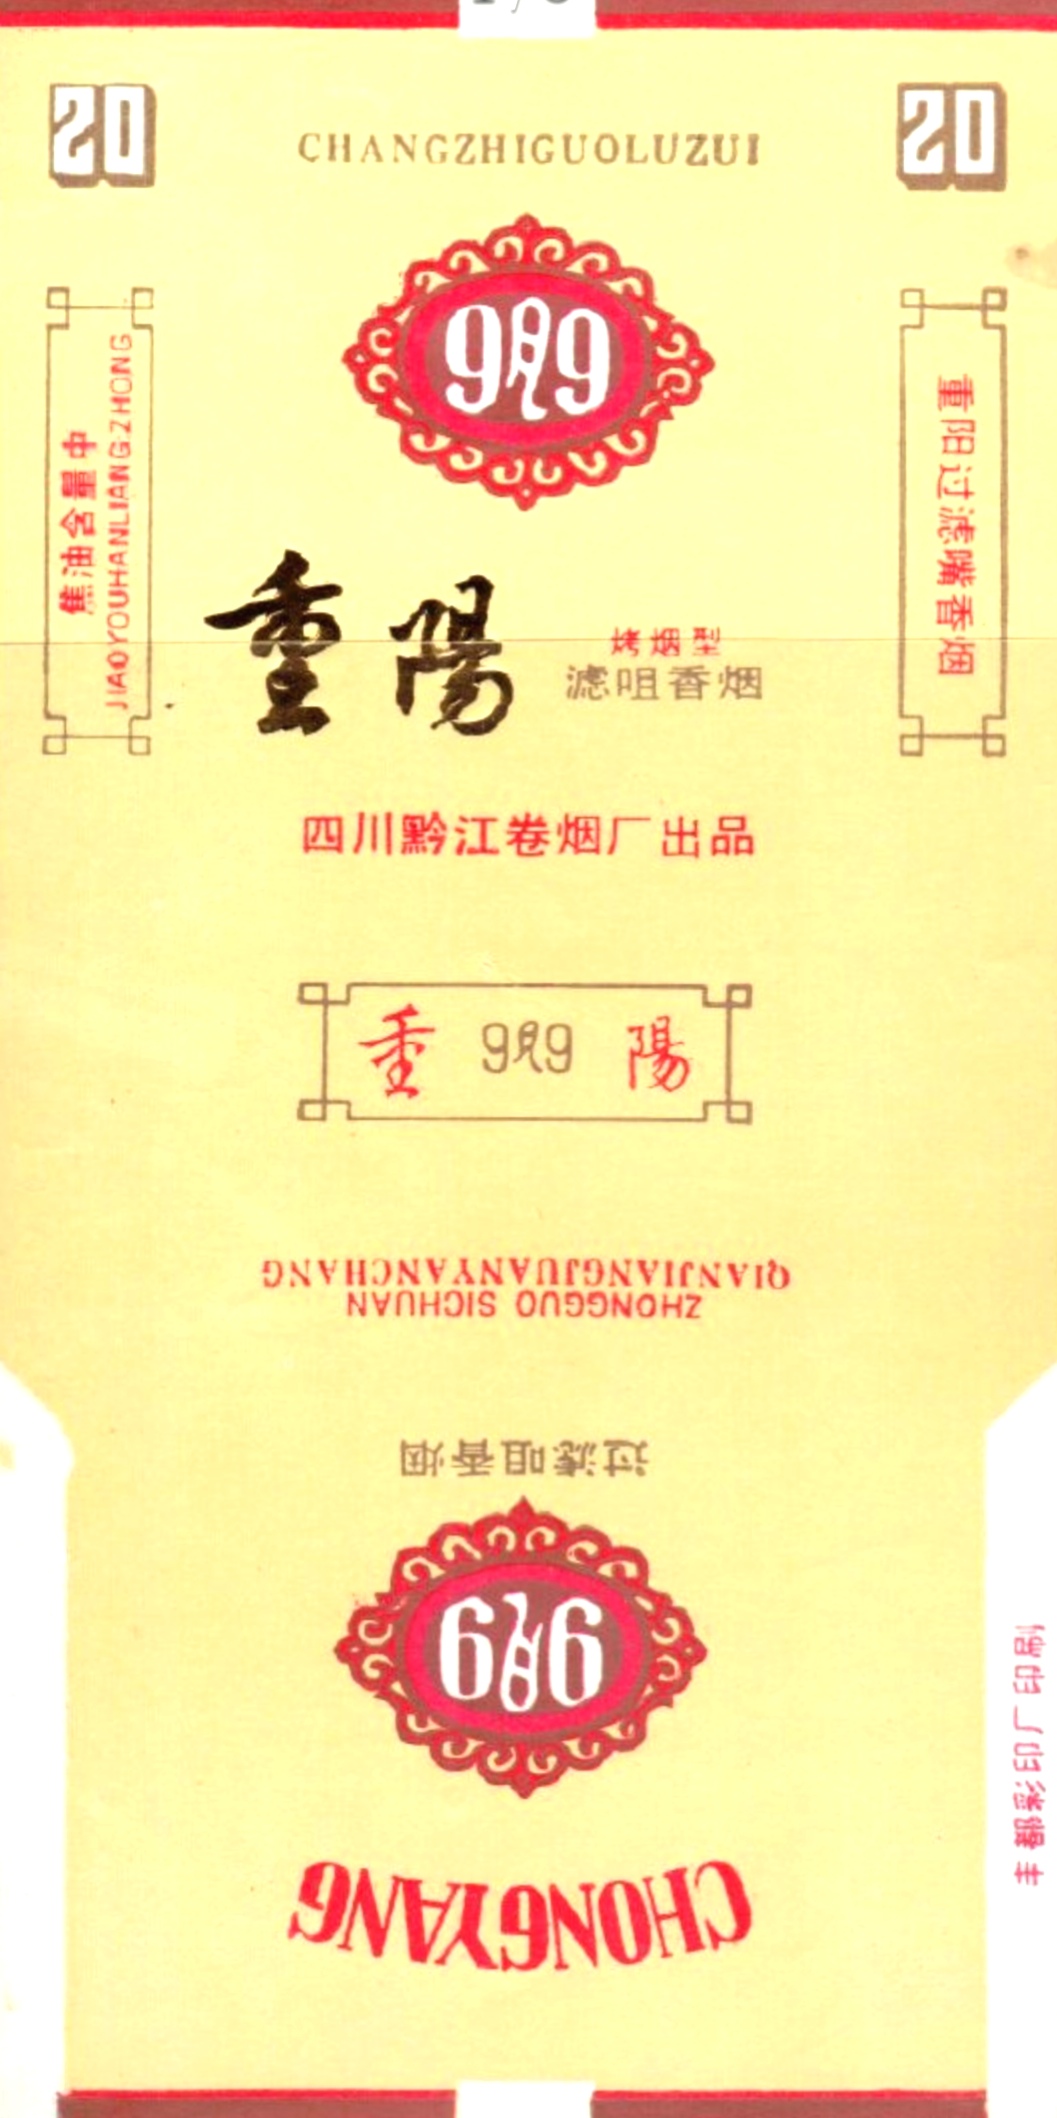 20
20
CHANGZHIGUOLUZUI
9月9
焦油含量中
JIAOYOUHANLIANGZHONG
重阳过滤嘴香烟
重陽
烤烟型
滤咀香烟
四川黔江卷烟厂出品
重 9月9 陽
ZHONGGUO SICHUAN
QIANJIANGJUANYANCHANG
过滤咀香烟
9月9
CHONGYANG